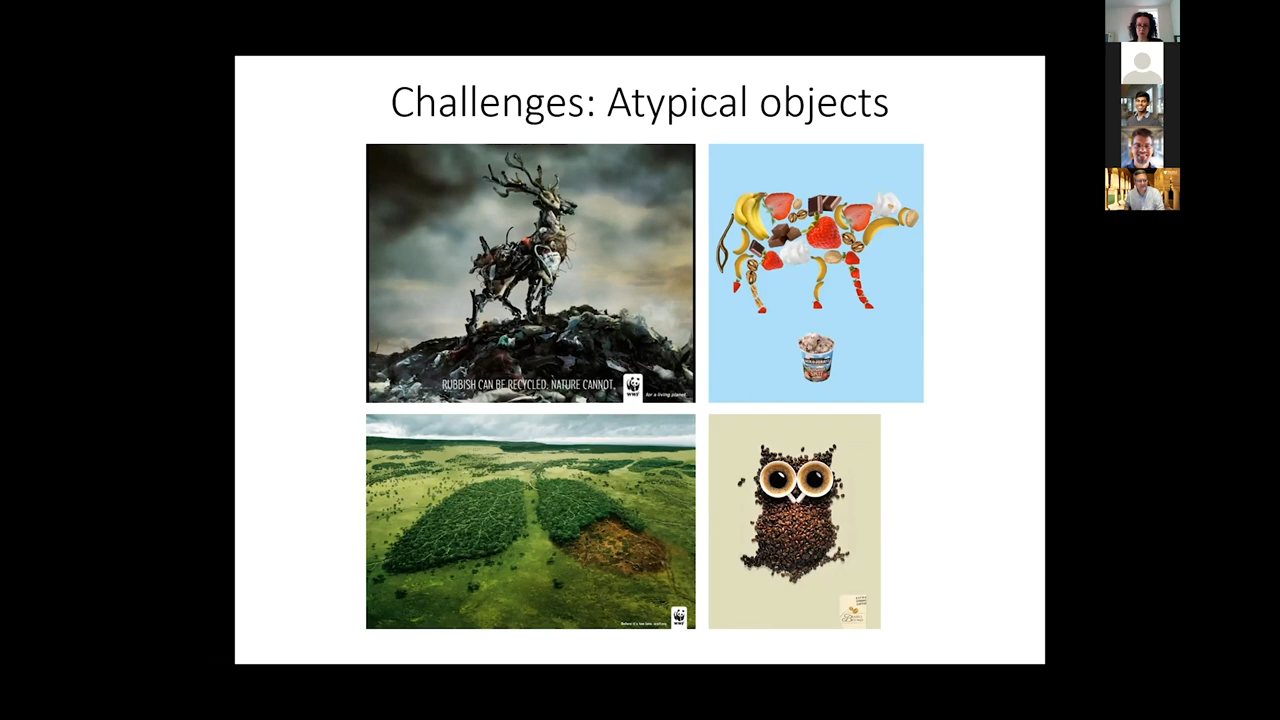 Challenges: Atypical objects
RUBBISH CAN BE RECYCLED. NATURE CANNOT.
WWF
for a living planet
WWF